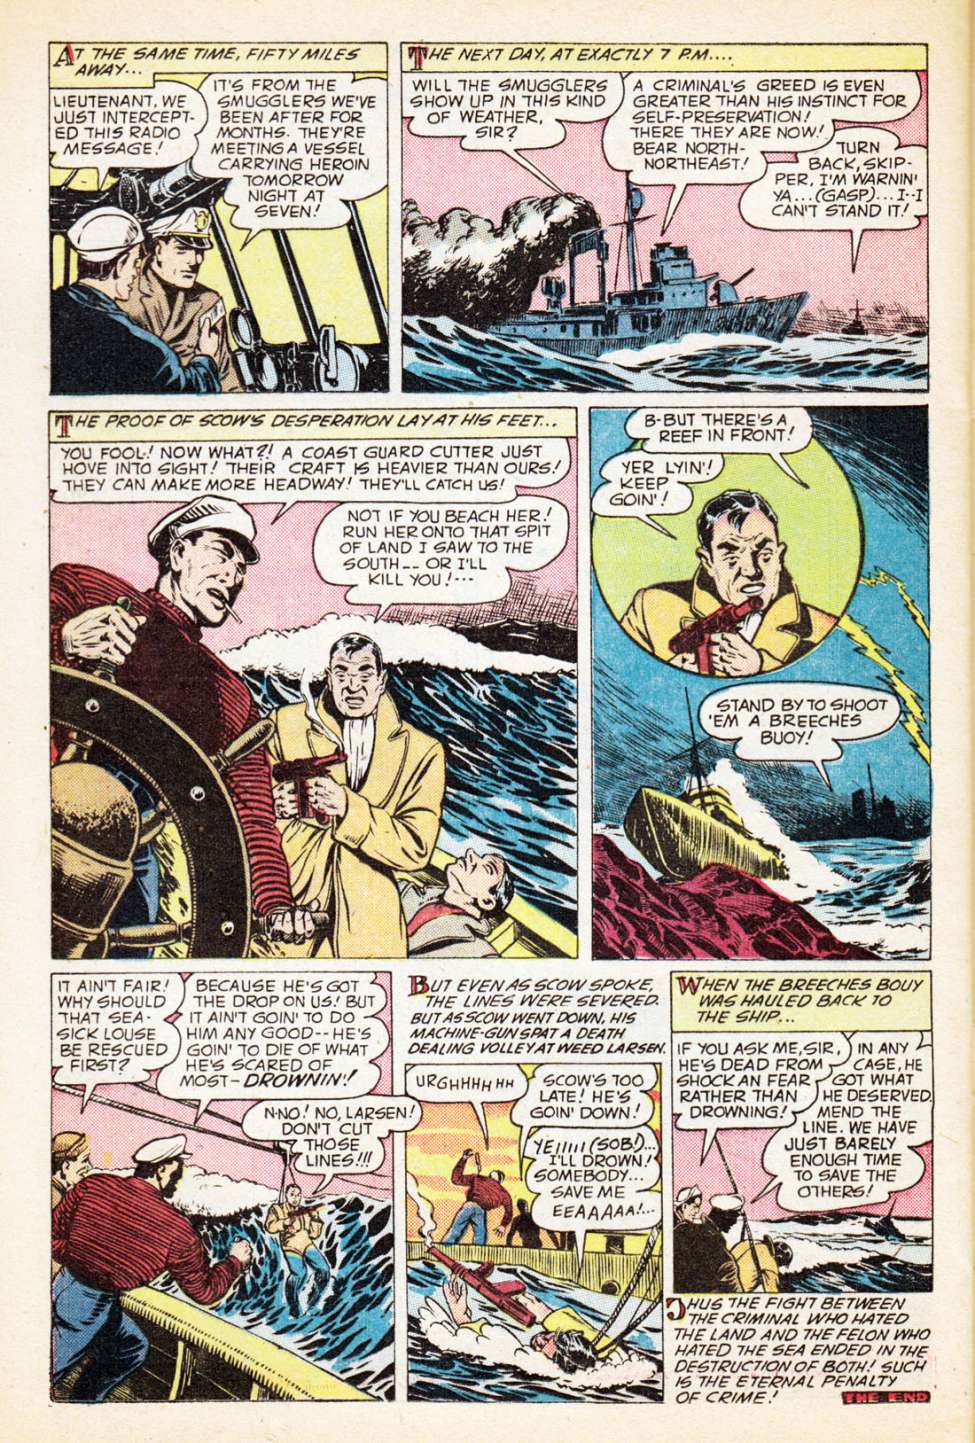 AT THE SAME TIME, FIFTY MILES
AWAY...
LIEUTENANT, WE
JUST INTERCEPT-
ED THIS RADIO
MESSAGE!
IT'S FROM THE
SMUGGLERS WE'VE
BEEN AFTER FOR
MONTHS. THEY'RE
MEETING A VESSEL
CARRYING HEROIN
TOMORROW
NIGHT AT
SEVEN!
THE NEXT DAY, AT EXACTLY 7 P.M....
WILL THE SMUGGLERS
SHOW UP IN THIS KIND
OF WEATHER,
SIR?
A CRIMINAL'S GREED IS EVEN
GREATER THAN HIS INSTINCT FOR
SELF-PRESERVATION!
THERE THEY ARE NOW!
BEAR NORTH-
NORTHEAST!
TURN
BACK, SKIP-
PER, I'M WARNIN'
YA...(GASP)...I--I
CAN'T STAND IT!
THE PROOF OF SCOW'S DESPERATION LAY AT HIS FEET...
YOU FOOL! NOW WHAT?! A COAST GUARD CUTTER JUST
HOVE INTO SIGHT! THEIR CRAFT IS HEAVIER THAN OURS!
THEY CAN MAKE MORE HEADWAY! THEY'LL CATCH US!
NOT IF YOU BEACH HER!
RUN HER ONTO THAT SPIT
OF LAND I SAW TO THE
SOUTH-- OR I'LL
KILL YOU!...
B-BUT THERE'S A
REEF IN FRONT!
YER LYIN'!
KEEP
GOIN'!
STAND BY TO SHOOT
'EM A BREECHES
BUOY!
IT AIN'T FAIR!
WHY SHOULD
THAT SEA-
SICK LOUSE
BE RESCUED
FIRST?
BECAUSE HE'S GOT
THE DROP ON US! BUT
IT AIN'T GOIN' TO DO
HIM ANY GOOD--HE'S
GOIN' TO DIE OF WHAT
HE'S SCARED OF
MOST-DROWNIN'!
N-NO! NO, LARSEN!
DON'T CUT
THOSE
LINES!!!
BUT EVEN AS SCOW SPOKE,
THE LINES WERE SEVERED.
BUT AS SCOW WENT DOWN, HIS
MACHINE-GUN SPAT A DEATH
DEALING VOLLEY AT WEED LARSEN.
URGHHHHHH
SCOW'S TOO
LATE! HE'S
GOIN' DOWN!
YEIIIII (SOB!)...
I'LL DROWN!
SOMEBODY...
SAVE ME
EEAAAAA!...
WHEN THE BREECHES BOUY
WAS HAULED BACK TO
THE SHIP...
IF YOU ASK ME, SIR,
HE'S DEAD FROM
SHOCK AN FEAR
RATHER THAN
DROWNING!
IN ANY
CASE, HE
GOT WHAT
HE DESERVED.
MEND THE
LINE. WE HAVE
JUST BARELY
ENOUGH TIME
TO SAVE THE
OTHERS!
THUS THE FIGHT BETWEEN
THE CRIMINAL WHO HATED
THE LAND AND THE FELON WHO
HATED THE SEA ENDED IN THE
DESTRUCTION OF BOTH! SUCH
IS THE ETERNAL PENALTY
OF CRIME!
THE END